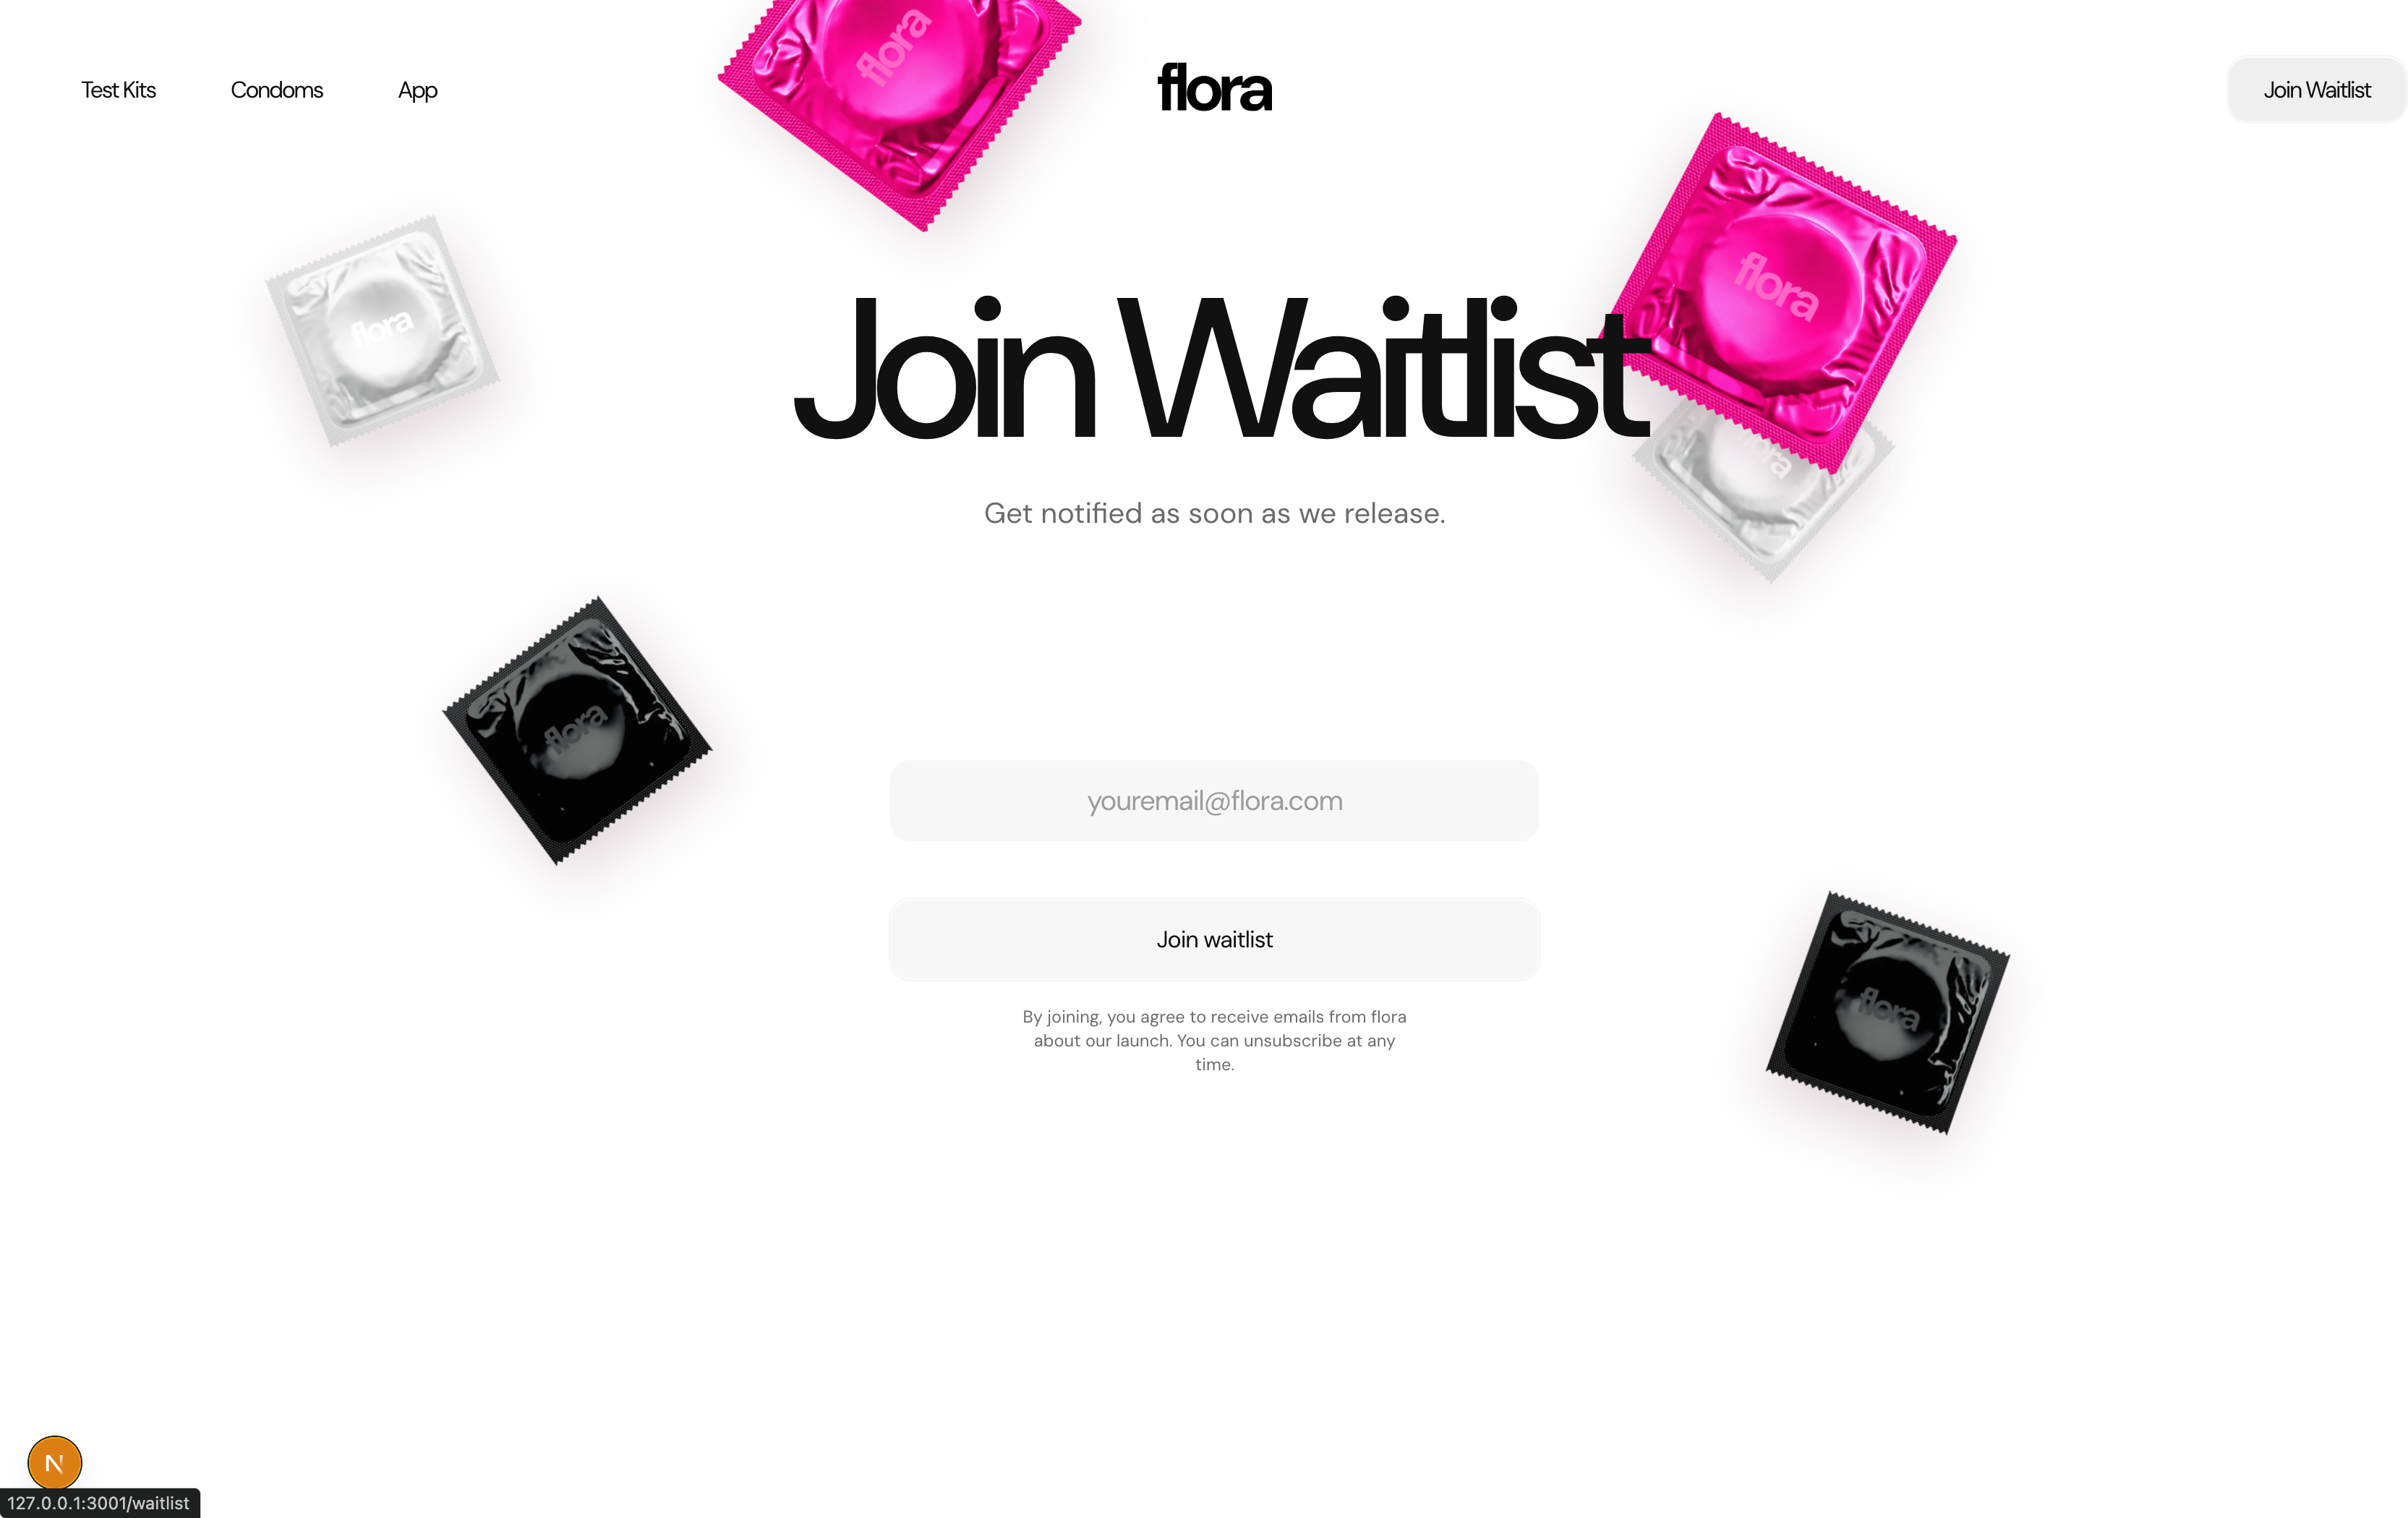 flora
Test Kits
Condoms
App
flora
Join Waitlist
flora
flora
Join Waitlist
flora
Get notified as soon as we release.
flora
youremail@flora.com
Join waitlist
flora
By joining, you agree to receive emails from flora
about our launch. You can unsubscribe at any
time.
N
127.0.0.1:3001/waitlist